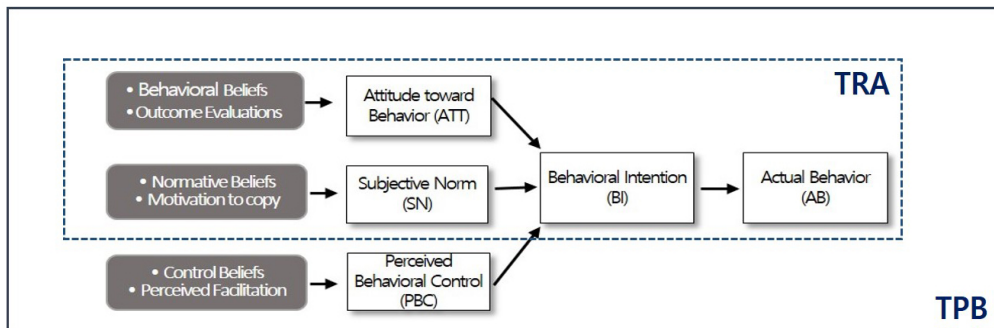 TRA
• Behavioral Beliefs
• Outcome Evaluations
Attitude toward
Behavior (ATT)
• Normative Beliefs
• Motivation to copy
Subjective Norm
(SN)
Behavioral Intention
(BI)
Actual Behavior
(AB)
• Control Beliefs
• Perceived Facilitation
Perceived
Behavioral Control
(PBC)
TPB